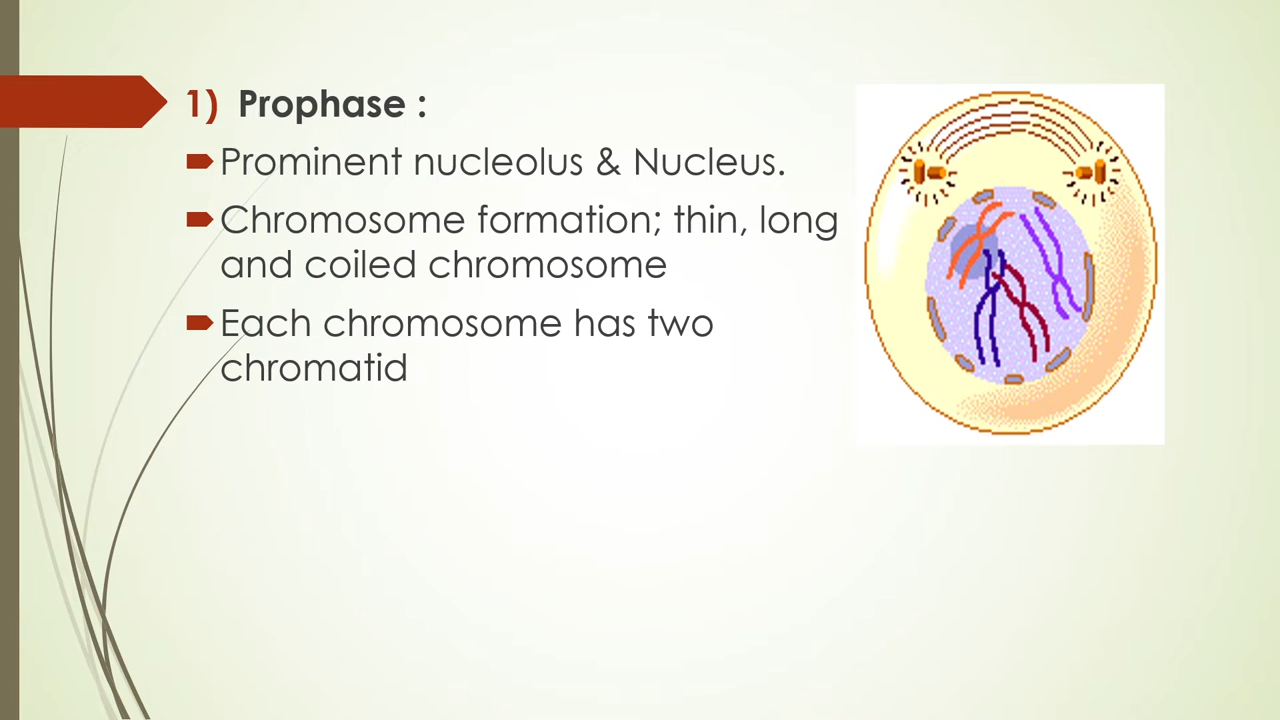 1) Prophase :
Prominent nucleolus & Nucleus.
Chromosome formation; thin, long
and coiled chromosome
Each chromosome has two
chromatid